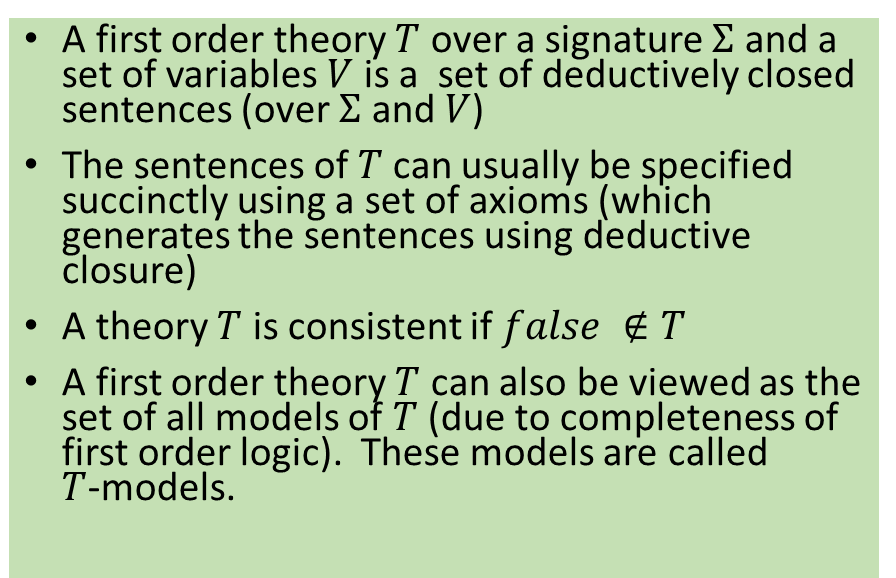 • A first order theory T over a signature Σ and a
set of variables V is a set of deductively closed
sentences (over Σ and V)
• The sentences of T can usually be specified
succinctly using a set of axioms (which
generates the sentences using deductive
closure)
• A theory T is consistent if false ∉ T
• A first order theory T can also be viewed as the
set of all models of T (due to completeness of
first order logic). These models are called
T-models.